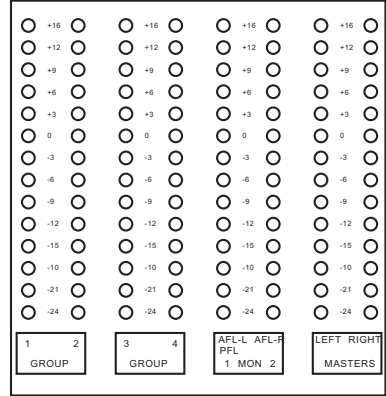 +16 +16 +16 +16
+12 +12 +12 +12
+9 +9 +9 +9
+6 +6 +6 +6
+3 +3 +3 +3
0 0 0 0
-3 -3 -3 -3
-6 -6 -6 -6
-9 -9 -9 -9
-12 -12 -12 -12
-15 -15 -15 -15
-10 -10 -10 -10
-21 -21 -21 -21
-24 -24 -24 -24
1 2
GROUP
3 4
GROUP
AFL-L AFL-R
PFL
1 MON 2
LEFT RIGHT
MASTERS